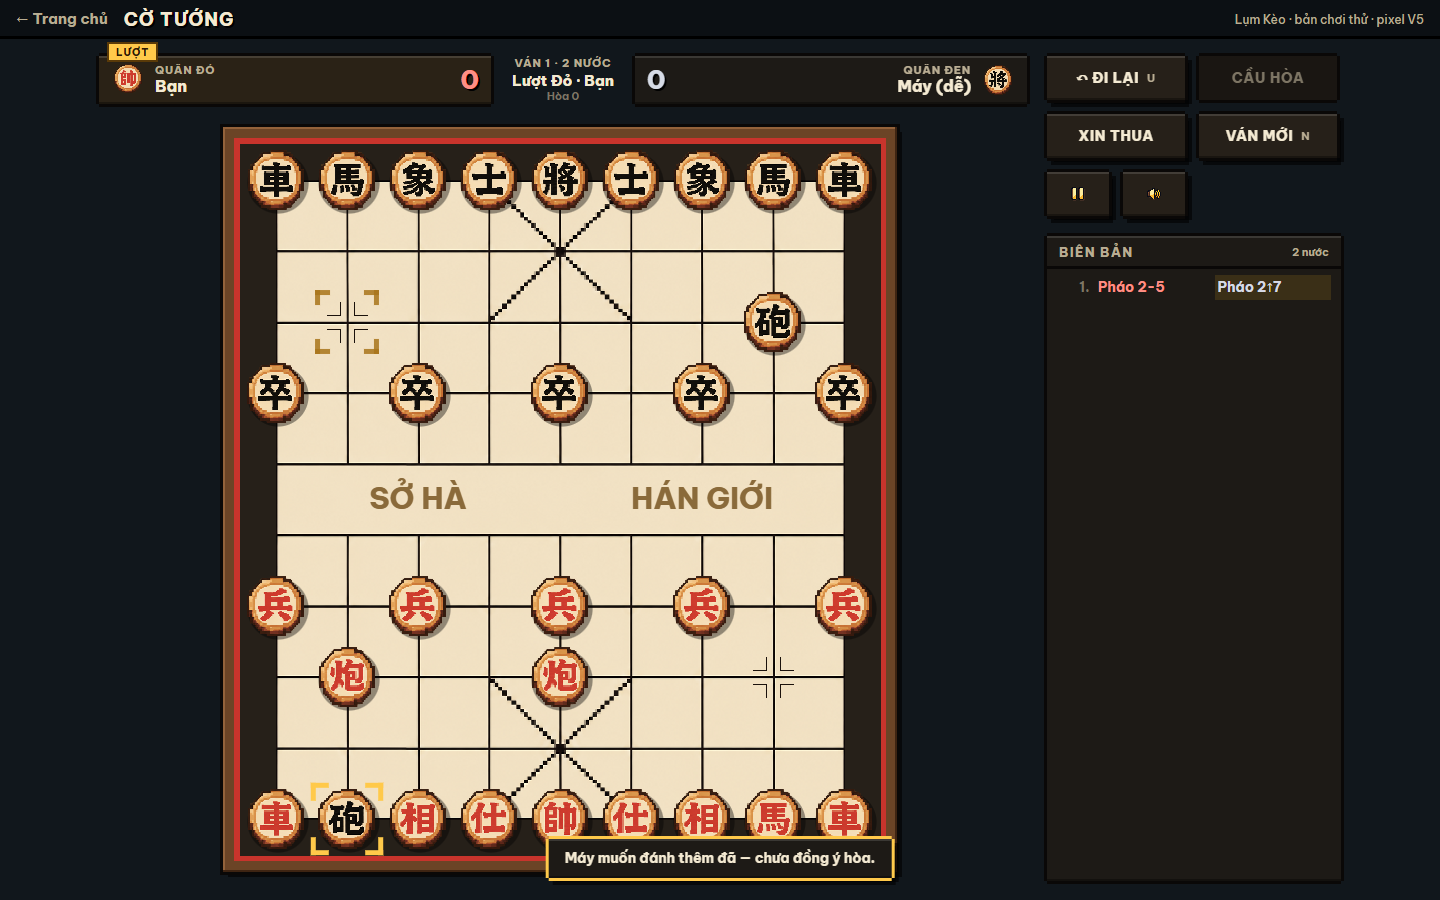 ← Trang chủ CỜ TƯỚNG
Lụm Kèo · bản chơi thử · pixel V5
LƯỢT
帥 QUÂN ĐỎ
Bạn
0
VÁN 1 · 2 NƯỚC
Lượt Đỏ · Bạn
Hòa 0
0
QUÂN ĐEN
Máy (dễ)
將
ĐI LẠI U
CẦU HÒA
XIN THUA
VÁN MỚI N
BIÊN BẢN 2 nước
1. Pháo 2-5 Pháo 2↑7
車 馬 象 士 將 士 象 馬 車
砲
卒 卒 卒 卒 卒
SỞ HÀ HÁN GIỚI
兵 兵 兵 兵 兵
炮 炮
車 砲 相 仕 帥 仕 相 馬 車
Máy muốn đánh thêm đã — chưa đồng ý hòa.